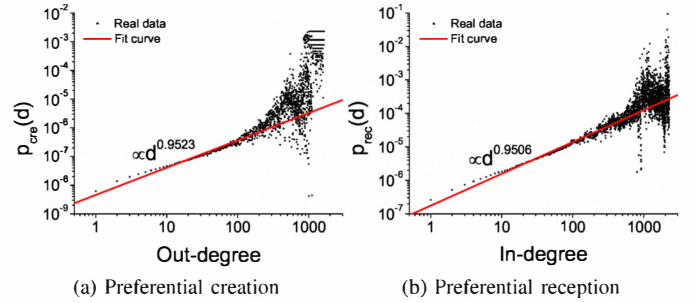 Real data
Fit curve
p_cre(d)
10^-2
10^-3
10^-4
10^-5
10^-6
10^-7
10^-8
10^-9
∝d^0.9523
1 10 100 1000
Out-degree
(a) Preferential creation
Real data
Fit curve
p_rec(d)
10^-1
10^-2
10^-3
10^-4
10^-5
10^-6
10^-7
∝d^0.9506
1 10 100 1000
In-degree
(b) Preferential reception